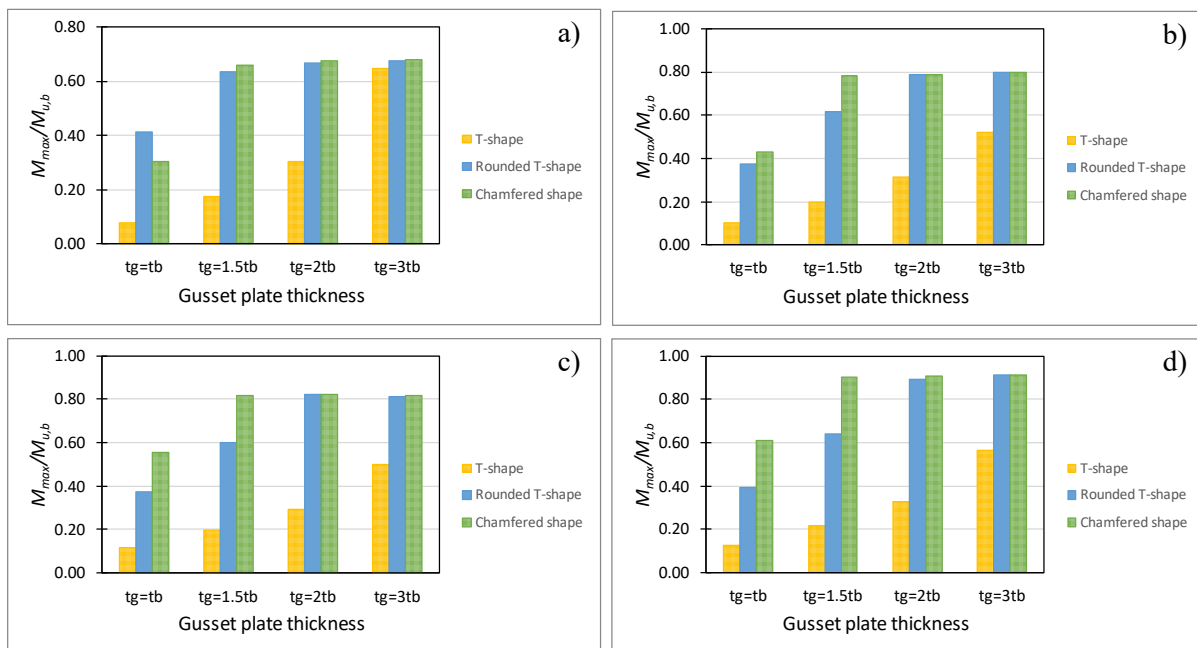 a)
0.80
0.60
0.40
0.20
0.00
Mmax/Mu,b
tg=tb tg=1.5tb tg=2tb tg=3tb
Gusset plate thickness
T-shape
Rounded T-shape
Chamfered shape
b)
1.00
0.80
0.60
0.40
0.20
0.00
Mmax/Mu,b
tg=tb tg=1.5tb tg=2tb tg=3tb
Gusset plate thickness
T-shape
Rounded T-shape
Chamfered shape
c)
1.00
0.80
0.60
0.40
0.20
0.00
Mmax/Mu,b
tg=tb tg=1.5tb tg=2tb tg=3tb
Gusset plate thickness
T-shape
Rounded T-shape
Chamfered shape
d)
1.00
0.80
0.60
0.40
0.20
0.00
Mmax/Mu,b
tg=tb tg=1.5tb tg=2tb tg=3tb
Gusset plate thickness
T-shape
Rounded T-shape
Chamfered shape